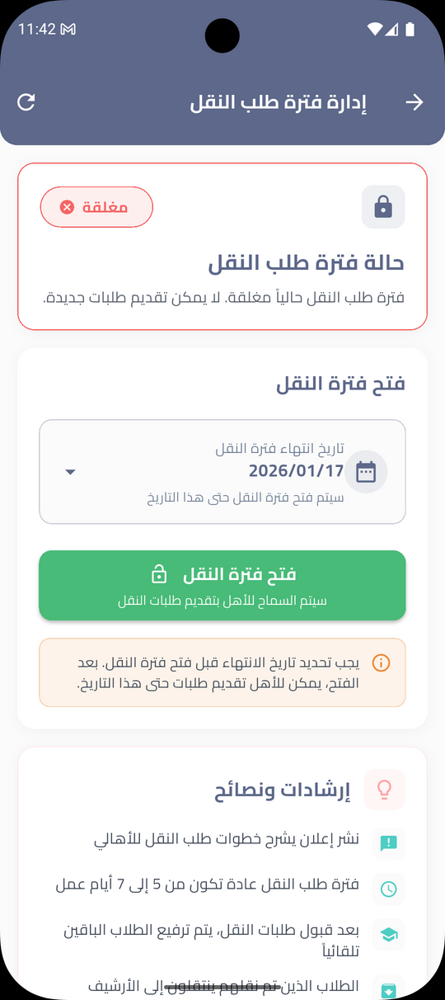 11:42
إدارة فترة طلب النقل
مغلقة
حالة فترة طلب النقل
فترة طلب النقل حالياً مغلقة. لا يمكن تقديم طلبات جديدة.
فتح فترة النقل
تاريخ انتهاء فترة النقل
2026/01/17
سيتم فتح فترة النقل حتى هذا التاريخ
فتح فترة النقل
سيتم السماح للأهل بتقديم طلبات النقل
يجب تحديد تاريخ الانتهاء قبل فتح فترة النقل. بعد
الفتح، يمكن للأهل تقديم طلبات حتى هذا التاريخ.
إرشادات ونصائح
نشر إعلان يشرح خطوات طلب النقل للأهالي
فترة طلب النقل عادة تكون من 5 إلى 7 أيام عمل
بعد قبول طلبات النقل، يتم ترفيع الطلاب الباقين
تلقائياً
الطلاب الذين تم نقلهم ينتقلون إلى الأرشيف